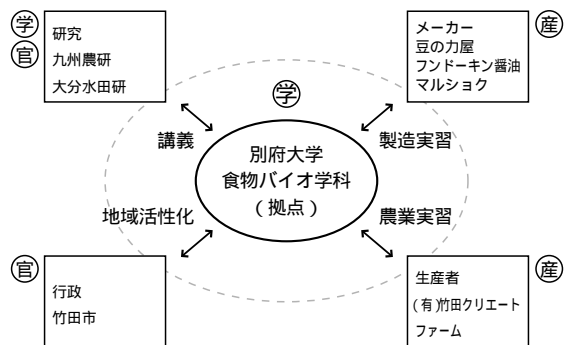 学
官
研究
九州農研
大分水田研
産
メーカー
豆の力屋
フンドーキン醤油
マルショク
学
講義
製造実習
別府大学
食物バイオ学科
(拠点)
地域活性化
農業実習
官
行政
竹田市
産
生産者
(有)竹田クリエート
ファーム